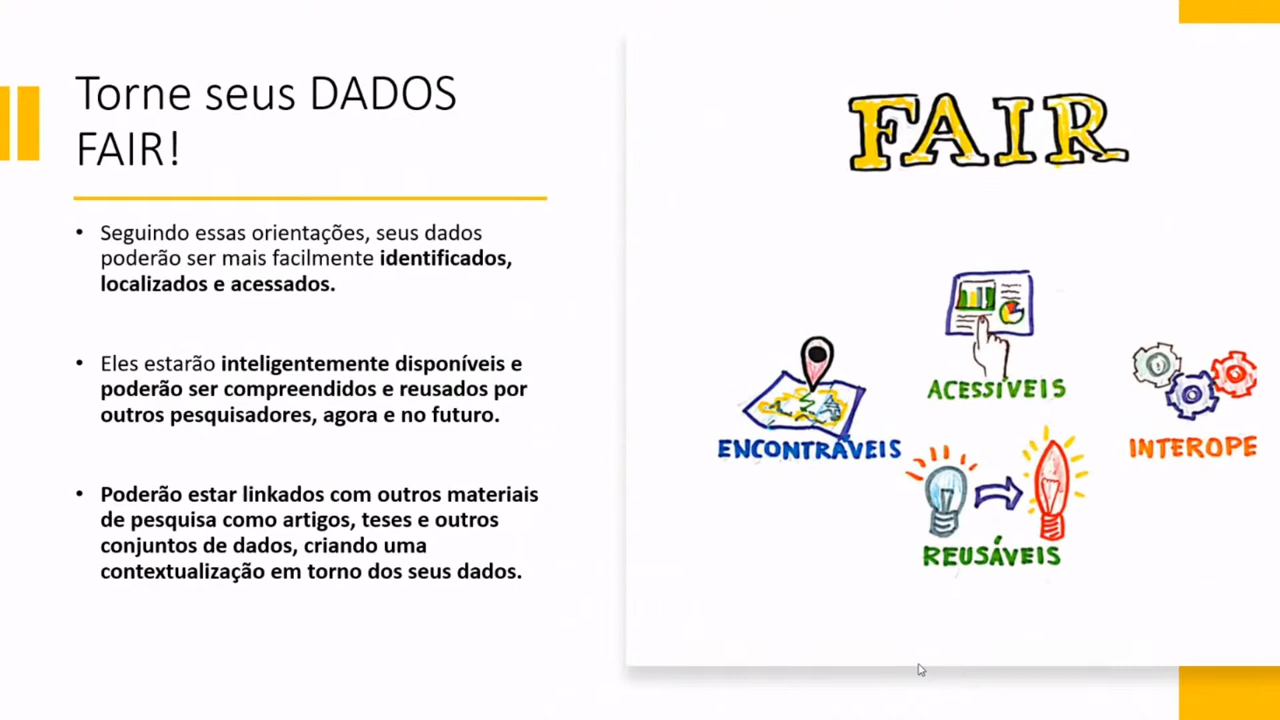 Torne seus DADOS
FAIR!
• Seguindo essas orientações, seus dados
poderão ser mais facilmente identificados,
localizados e acessados.
• Eles estarão inteligentemente disponíveis e
poderão ser compreendidos e reusados por
outros pesquisadores, agora e no futuro.
• Poderão estar linkados com outros materiais
de pesquisa como artigos, teses e outros
conjuntos de dados, criando uma
contextualização em torno dos seus dados.
FAIR
ACESSÍVEIS
ENCONTRÁVEIS
INTEROPE
REUSÁVEIS